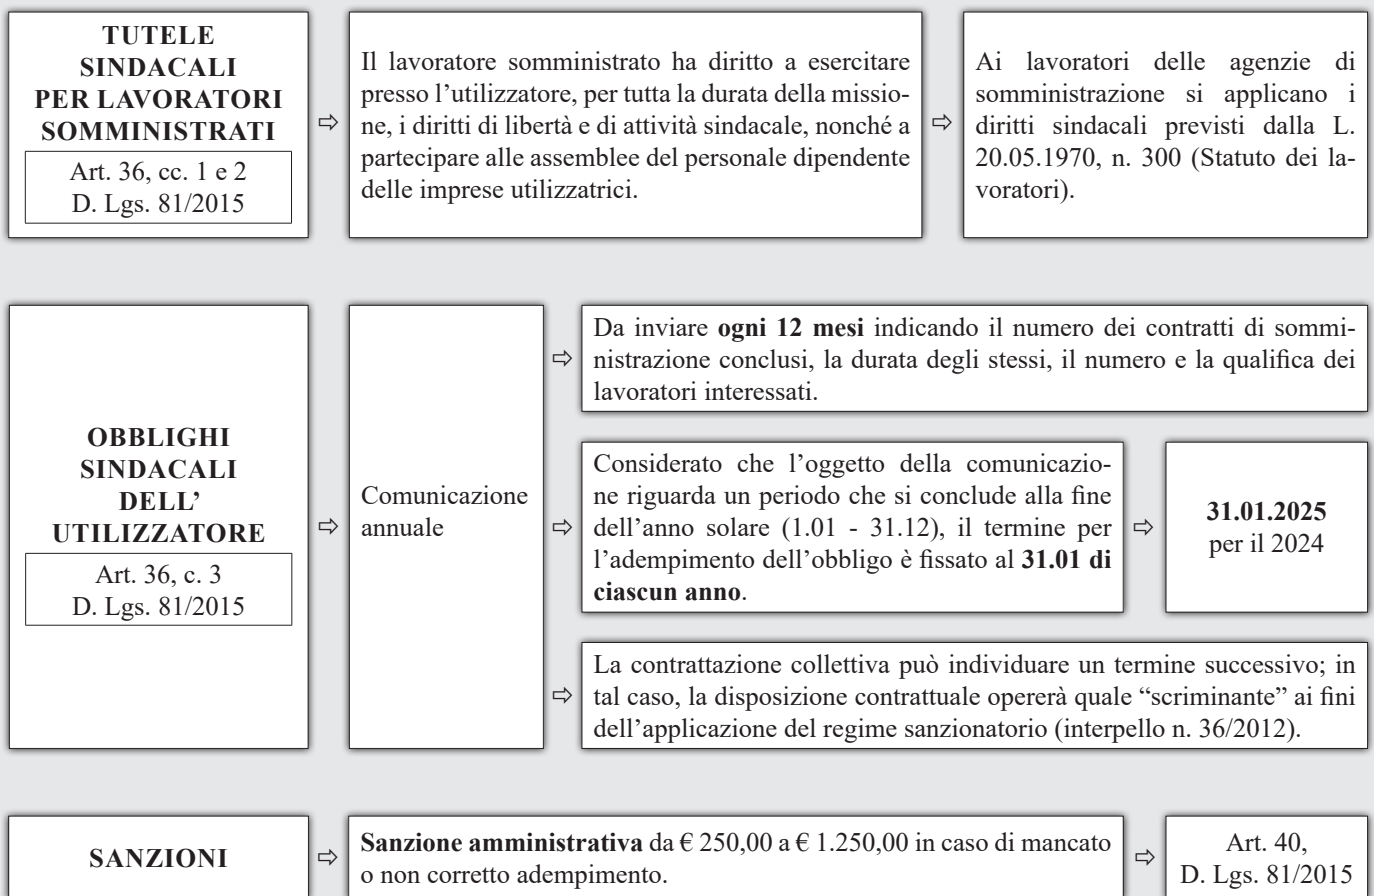 TUTELE
SINDACALI
PER LAVORATORI
SOMMINISTRATI
Art. 36, cc. 1 e 2
D. Lgs. 81/2015
⇨
Il lavoratore somministrato ha diritto a esercitare
presso l’utilizzatore, per tutta la durata della missio-
ne, i diritti di libertà e di attività sindacale, nonché a
partecipare alle assemblee del personale dipendente
delle imprese utilizzatrici.
⇨
Ai lavoratori delle agenzie di
somministrazione si applicano i
diritti sindacali previsti dalla L.
20.05.1970, n. 300 (Statuto dei la-
voratori).
OBBLIGHI
SINDACALI
DELL’
UTILIZZATORE
Art. 36, c. 3
D. Lgs. 81/2015
⇨
Comunicazione
annuale
⇨
Da inviare ogni 12 mesi indicando il numero dei contratti di sommi-
nistrazione conclusi, la durata degli stessi, il numero e la qualifica dei
lavoratori interessati.
⇨
Considerato che l’oggetto della comunicazio-
ne riguarda un periodo che si conclude alla fine
dell’anno solare (1.01 - 31.12), il termine per
l’adempimento dell’obbligo è fissato al 31.01 di
ciascun anno.
⇨
31.01.2025
per il 2024
⇨
La contrattazione collettiva può individuare un termine successivo; in
tal caso, la disposizione contrattuale opererà quale “scriminante” ai fini
dell’applicazione del regime sanzionatorio (interpello n. 36/2012).
SANZIONI
⇨
Sanzione amministrativa da € 250,00 a € 1.250,00 in caso di mancato
o non corretto adempimento.
⇨
Art. 40,
D. Lgs. 81/2015